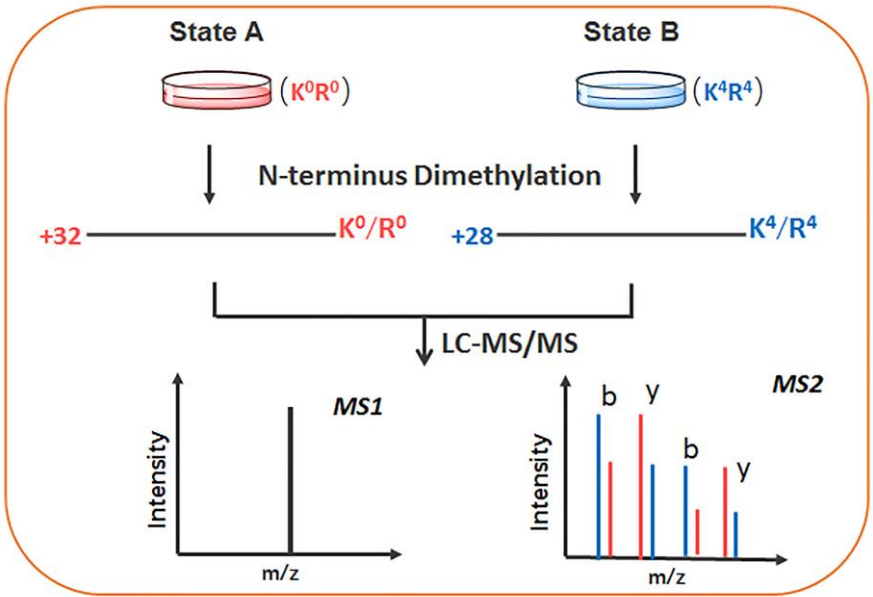 State A
State B
(K⁰R⁰)
(K⁴R⁴)
N-terminus Dimethylation
+32
K⁰/R⁰
+28
K⁴/R⁴
LC-MS/MS
MS1
Intensity
m/z
MS2
b
y
b
y
Intensity
m/z